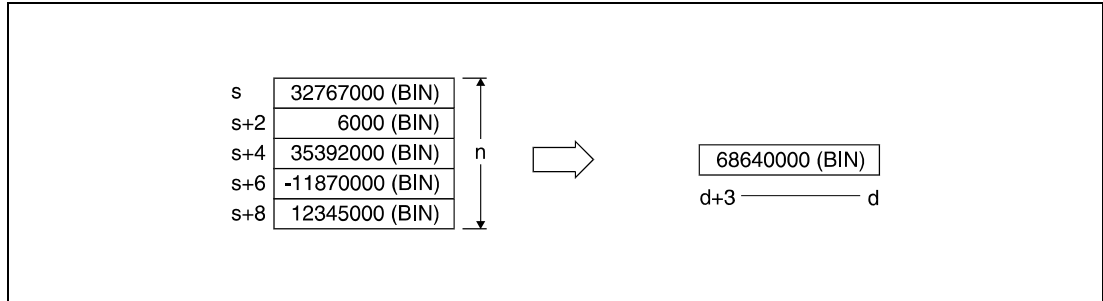 s 32767000 (BIN)
s+2 6000 (BIN)
s+4 35392000 (BIN) n
s+6 -11870000 (BIN)
s+8 12345000 (BIN)
68640000 (BIN)
d+3 d